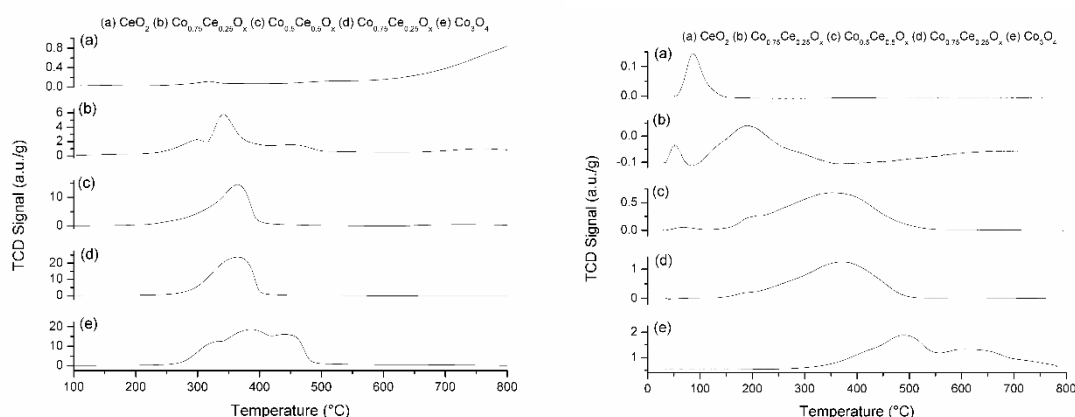 (a) CeO₂ (b) Co₀.₇₅Ce₀.₂₅Oₓ (c) Co₀.₅Ce₀.₅Oₓ (d) Co₀.₇₅Ce₀.₂₅Oₓ (e) Co₃O₄
(a)
0.8
0.4
0.0
(b)
6
4
2
0
(c)
10
0
(d)
20
10
0
(e)
20
10
0
100 200 300 400 500 600 700 800
Temperature (°C)
TCD Signal (a.u./g)
(a) CeO₂ (b) Co₀.₇₅Ce₀.₂₅Oₓ (c) Co₀.₅Ce₀.₅Oₓ (d) Co₀.₇₅Ce₀.₂₅Oₓ (e) Co₃O₄
(a)
0.1
0.0
(b)
0.0
-0.1
(c)
0.5
0.0
(d)
1
0
(e)
2
1
0 100 200 300 400 500 600 700 800
Temperature (°C)
TCD Signal (a.u./g)